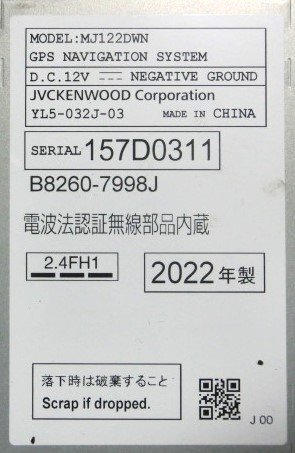 MODEL:MJ122DWN
GPS NAVIGATION SYSTEM
D.C.12V ⎓ NEGATIVE GROUND
JVCKENWOOD Corporation
YL5-032J-03 MADE IN CHINA
SERIAL 157D0311
B8260-7998J
電波法認証無線部品内蔵
2.4FH1
2022年製
落下時は破棄すること
Scrap if dropped.
J 00